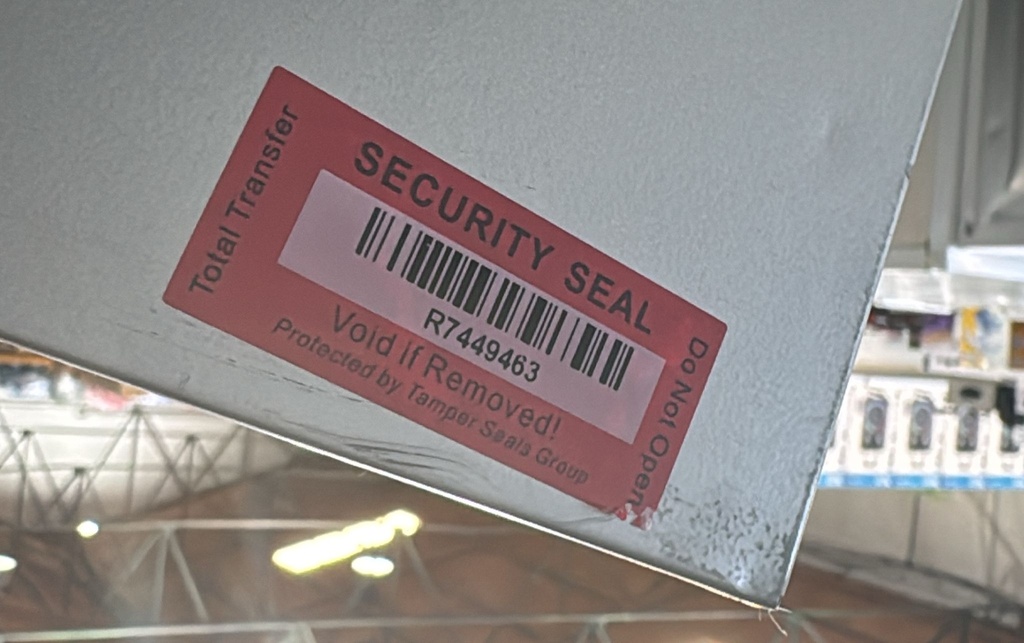 Total Transfer
SECURITY SEAL
R7449463
Void if Removed!
Protected by Tamper Seals Group
Do Not Open